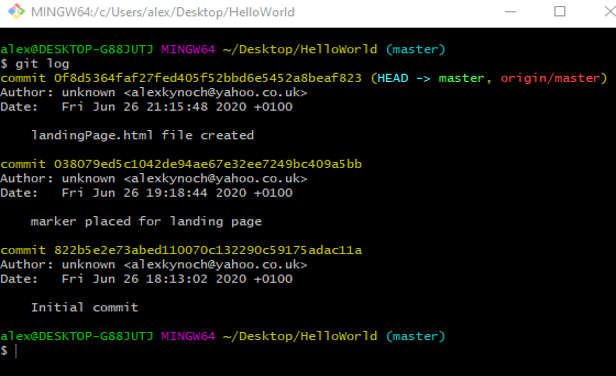 MINGW64:/c/Users/alex/Desktop/HelloWorld
alex@DESKTOP-G88JUTJ MINGW64 ~/Desktop/HelloWorld (master)
$ git log
commit 0f8d5364faf27fed405f52bbd6e5452a8beaf823 (HEAD -> master, origin/master)
Author: unknown <alexkynoch@yahoo.co.uk>
Date:   Fri Jun 26 21:15:48 2020 +0100
    landingPage.html file created
commit 038079ed5c1042de94ae67e32ee7249bc409a5bb
Author: unknown <alexkynoch@yahoo.co.uk>
Date:   Fri Jun 26 19:18:44 2020 +0100
    marker placed for landing page
commit 822b5e2e73abed110070c132290c59175adac11a
Author: unknown <alexkynoch@yahoo.co.uk>
Date:   Fri Jun 26 18:13:02 2020 +0100
    Initial commit
alex@DESKTOP-G88JUTJ MINGW64 ~/Desktop/HelloWorld (master)
$